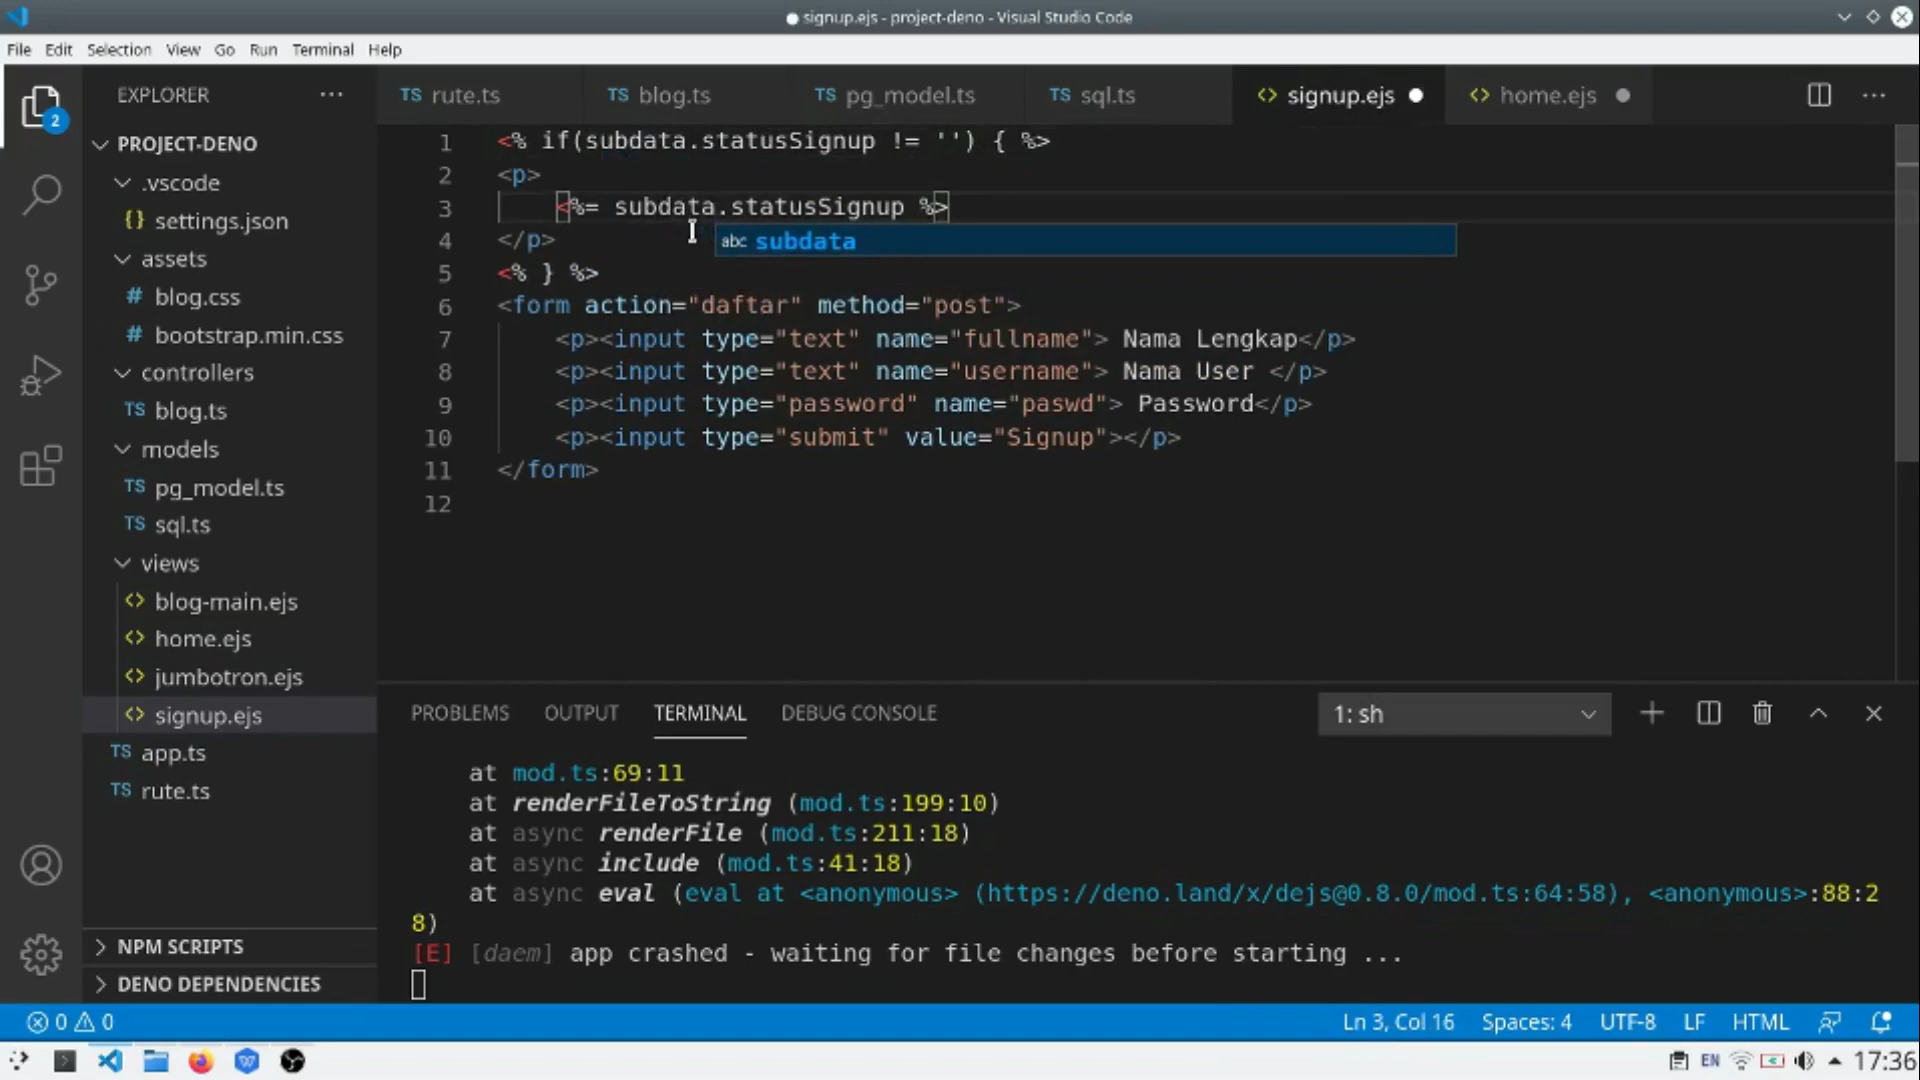 signup.ejs - project-deno - Visual Studio Code
File Edit Selection View Go Run Terminal Help
EXPLORER ...
TS rute.ts TS blog.ts TS pg_model.ts TS sql.ts <> signup.ejs <> home.ejs ...
2
PROJECT-DENO
.vscode
{} settings.json
assets
# blog.css
# bootstrap.min.css
controllers
TS blog.ts
models
TS pg_model.ts
TS sql.ts
views
<> blog-main.ejs
<> home.ejs
<> jumbotron.ejs
<> signup.ejs
TS app.ts
TS rute.ts
NPM SCRIPTS
DENO DEPENDENCIES
1 <% if(subdata.statusSignup != '') { %>
2 <p>
3 <%= subdata.statusSignup %>
4 </p>
abc subdata
5 <% } %>
6 <form action="daftar" method="post">
7 <p><input type="text" name="fullname"> Nama Lengkap</p>
8 <p><input type="text" name="username"> Nama User </p>
9 <p><input type="password" name="paswd"> Password</p>
10 <p><input type="submit" value="Signup"></p>
11 </form>
12
PROBLEMS OUTPUT TERMINAL DEBUG CONSOLE 1: sh
at mod.ts:69:11
at renderFileToString (mod.ts:199:10)
at async renderFile (mod.ts:211:18)
at async include (mod.ts:41:18)
at async eval (eval at <anonymous> (https://deno.land/x/dejs@0.8.0/mod.ts:64:58), <anonymous>:88:2
8)
[E] [daem] app crashed - waiting for file changes before starting ...
0 0 Ln 3, Col 16 Spaces: 4 UTF-8 LF HTML
EN 17:36